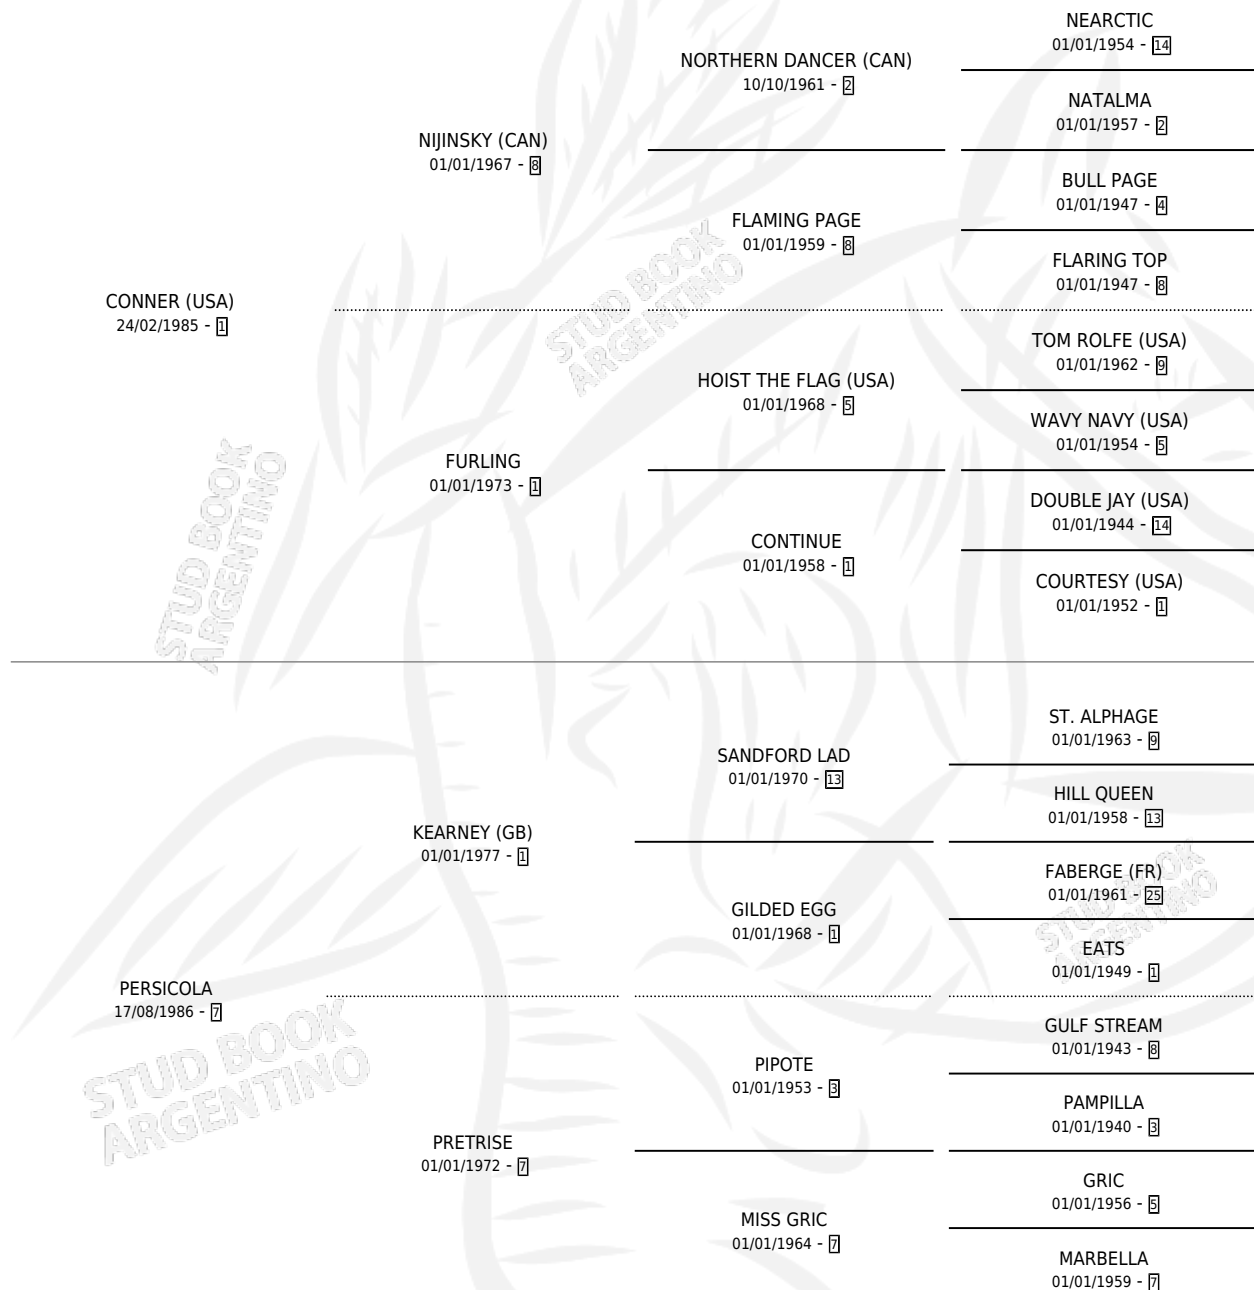 NEARCTIC
01/01/1954 - 14
NORTHERN DANCER (CAN)
10/10/1961 - 2
NATALMA
01/01/1957 - 2
NIJINSKY (CAN)
01/01/1967 - 8
BULL PAGE
01/01/1947 - 4
FLAMING PAGE
01/01/1959 - 8
FLARING TOP
01/01/1947 - 8
CONNER (USA)
24/02/1985 - 1
TOM ROLFE (USA)
01/01/1962 - 9
HOIST THE FLAG (USA)
01/01/1968 - 5
WAVY NAVY (USA)
01/01/1954 - 5
FURLING
01/01/1973 - 1
DOUBLE JAY (USA)
01/01/1944 - 14
CONTINUE
01/01/1958 - 1
COURTESY (USA)
01/01/1952 - 1
ST. ALPHAGE
01/01/1963 - 9
SANDFORD LAD
01/01/1970 - 13
HILL QUEEN
01/01/1958 - 13
KEARNEY (GB)
01/01/1977 - 1
FABERGE (FR)
01/01/1961 - 25
GILDED EGG
01/01/1968 - 1
EATS
01/01/1949 - 1
PERSICOLA
17/08/1986 - 7
GULF STREAM
01/01/1943 - 8
PIPOTE
01/01/1953 - 3
PAMPILLA
01/01/1940 - 3
PRETRISE
01/01/1972 - 7
GRIC
01/01/1956 - 5
MISS GRIC
01/01/1964 - 7
MARBELLA
01/01/1959 - 7
STUD BOOK
ARGENTINO
STUD BOOK
ARGENTINO
STUD BOOK
ARGENTINO
STUD BOOK
ARGENTINO